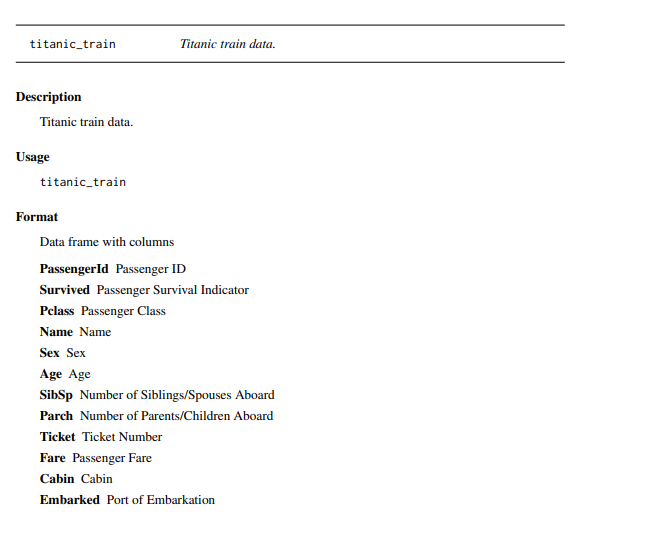 titanic_train Titanic train data.
Description
Titanic train data.
Usage
titanic_train
Format
Data frame with columns
PassengerId Passenger ID
Survived Passenger Survival Indicator
Pclass Passenger Class
Name Name
Sex Sex
Age Age
SibSp Number of Siblings/Spouses Aboard
Parch Number of Parents/Children Aboard
Ticket Ticket Number
Fare Passenger Fare
Cabin Cabin
Embarked Port of Embarkation